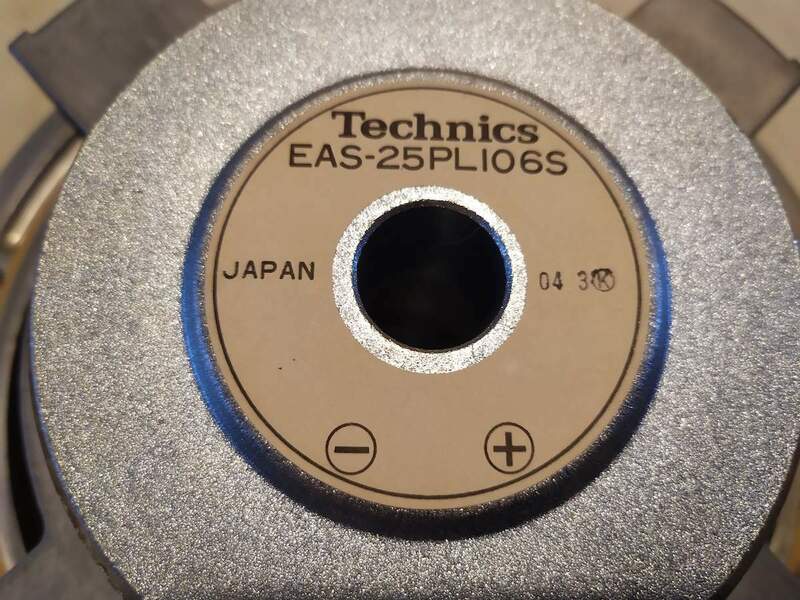 Technics
EAS-25PL106S
JAPAN
04 3
⊖ ⊕